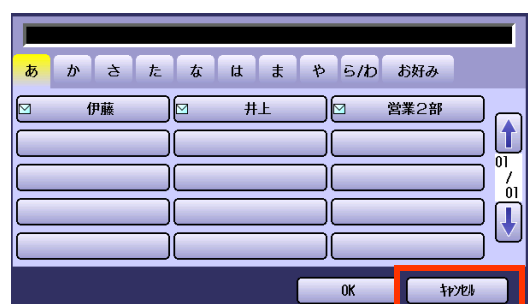 あ か さ た な は ま や ら/わ お好み
伊藤 井上 営業2部
01
/
01
OK ｷｬﾝｾﾙ